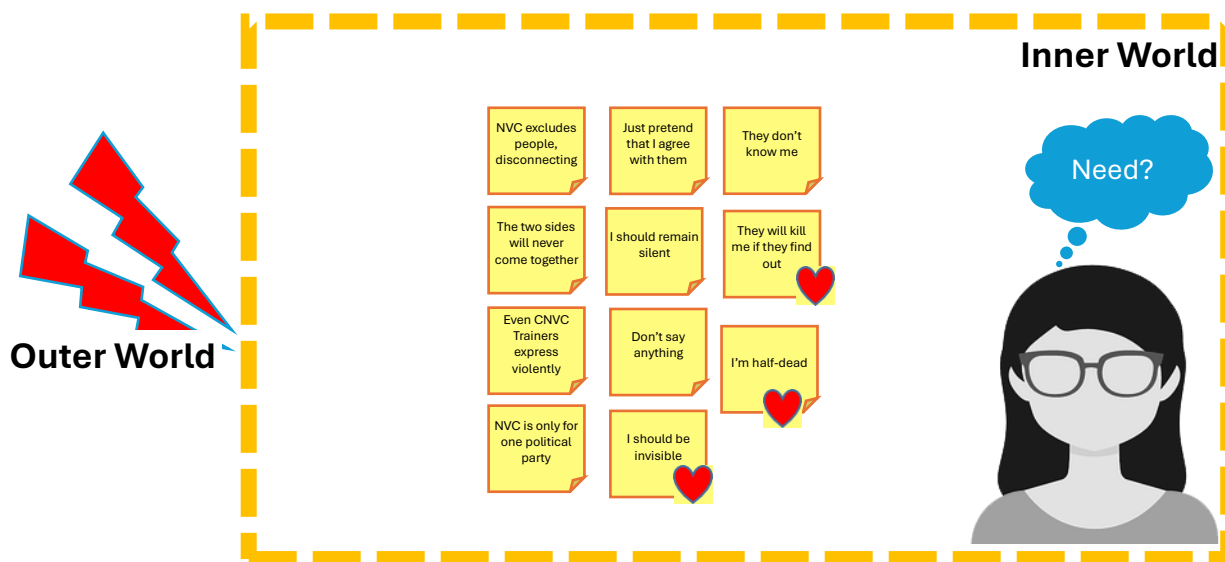 Inner World
Need?
Outer World
NVC excludes
people,
disconnecting
Just pretend
that I agree
with them
They don't
know me
The two sides
will never
come together
I should remain
silent
They will kill
me if they find
out
Even CNVC
Trainers
express
violently
Don't say
anything
I'm half-dead
NVC is only for
one political
party
I should be
invisible